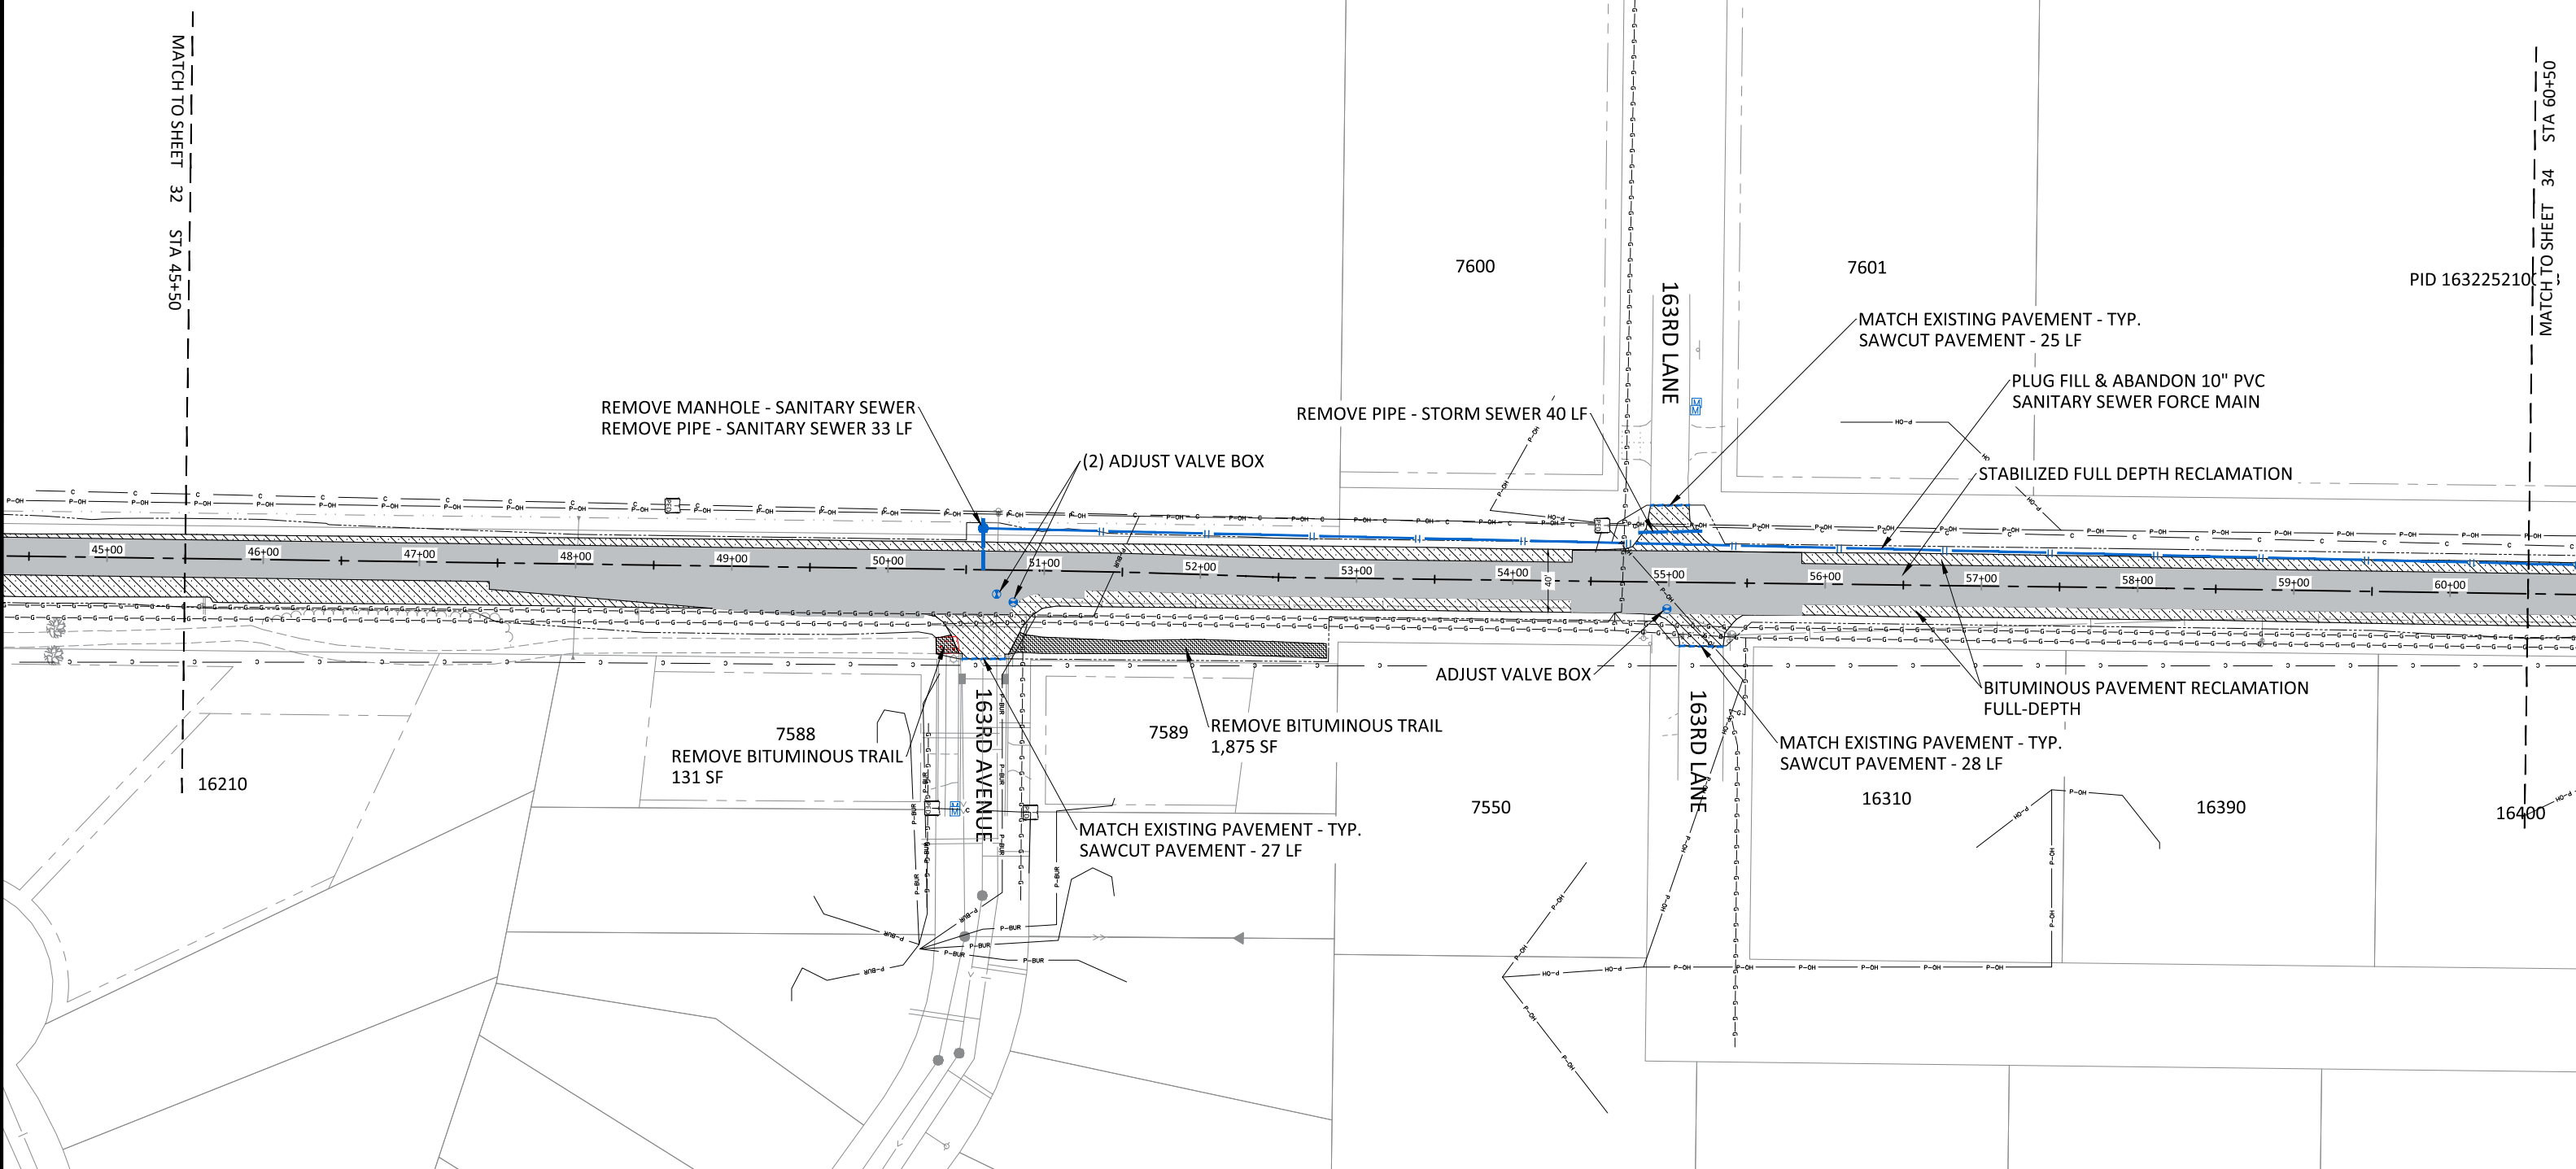 MATCH TO SHEET 32 STA 45+50
MATCH TO SHEET 34 STA 60+50
7600
7601
PID 1632252100
163RD LANE
MATCH EXISTING PAVEMENT - TYP.
SAWCUT PAVEMENT - 25 LF
PLUG FILL & ABANDON 10" PVC
SANITARY SEWER FORCE MAIN
REMOVE MANHOLE - SANITARY SEWER
REMOVE PIPE - SANITARY SEWER 33 LF
REMOVE PIPE - STORM SEWER 40 LF
(2) ADJUST VALVE BOX
STABILIZED FULL DEPTH RECLAMATION
45+00
46+00
47+00
48+00
49+00
50+00
51+00
52+00
53+00
54+00
55+00
56+00
57+00
58+00
59+00
60+00
40'
ADJUST VALVE BOX
BITUMINOUS PAVEMENT RECLAMATION
FULL-DEPTH
7588
REMOVE BITUMINOUS TRAIL
131 SF
163RD AVENUE
7589
REMOVE BITUMINOUS TRAIL
1,875 SF
163RD LANE
MATCH EXISTING PAVEMENT - TYP.
SAWCUT PAVEMENT - 28 LF
16210
MATCH EXISTING PAVEMENT - TYP.
SAWCUT PAVEMENT - 27 LF
7550
16310
16390
16400
P-OH
P-BUR
G
C